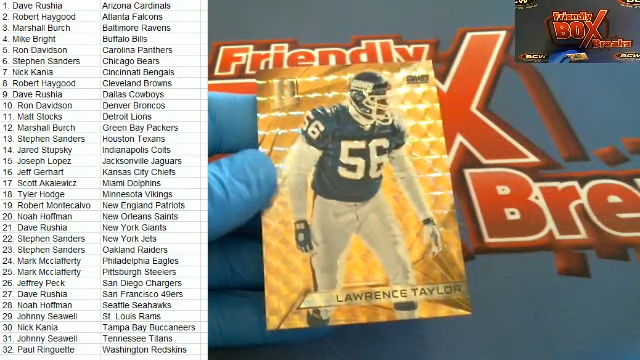 1. Dave Rushia Arizona Cardinals
2. Robert Haygood Atlanta Falcons
3. Marshall Burch Baltimore Ravens
4. Mike Bright Buffalo Bills
5. Ron Davidson Carolina Panthers
6. Stephen Sanders Chicago Bears
7. Nick Kania Cincinnati Bengals
8. Robert Haygood Cleveland Browns
9. Dave Rushia Dallas Cowboys
10. Ron Davidson Denver Broncos
11. Matt Stocks Detroit Lions
12. Marshall Burch Green Bay Packers
13. Stephen Sanders Houston Texans
14. Jared Stupsky Indianapolis Colts
15. Joseph Lopez Jacksonville Jaguars
16. Jeff Gerhart Kansas City Chiefs
17. Scott Akalewicz Miami Dolphins
18. Tyler Hodge Minnesota Vikings
19. Robert Montecalvo New England Patriots
20. Noah Hoffman New Orleans Saints
21. Dave Rushia New York Giants
22. Stephen Sanders New York Jets
23. Stephen Sanders Oakland Raiders
24. Mark Mcclafferty Philadelphia Eagles
25. Mark Mcclafferty Pittsburgh Steelers
26. Jeffrey Peck San Diego Chargers
27. Dave Rushia San Francisco 49ers
28. Noah Hoffman Seattle Seahawks
29. Johnny Seawell St. Louis Rams
30. Nick Kania Tampa Bay Buccaneers
31. Johnny Seawell Tennessee Titans
32. Paul Ringuette Washington Redskins
Friendly
X
Bre
56
56
LAWRENCE TAYLOR
Friendly
BOX
Breaks
BCW
BCW